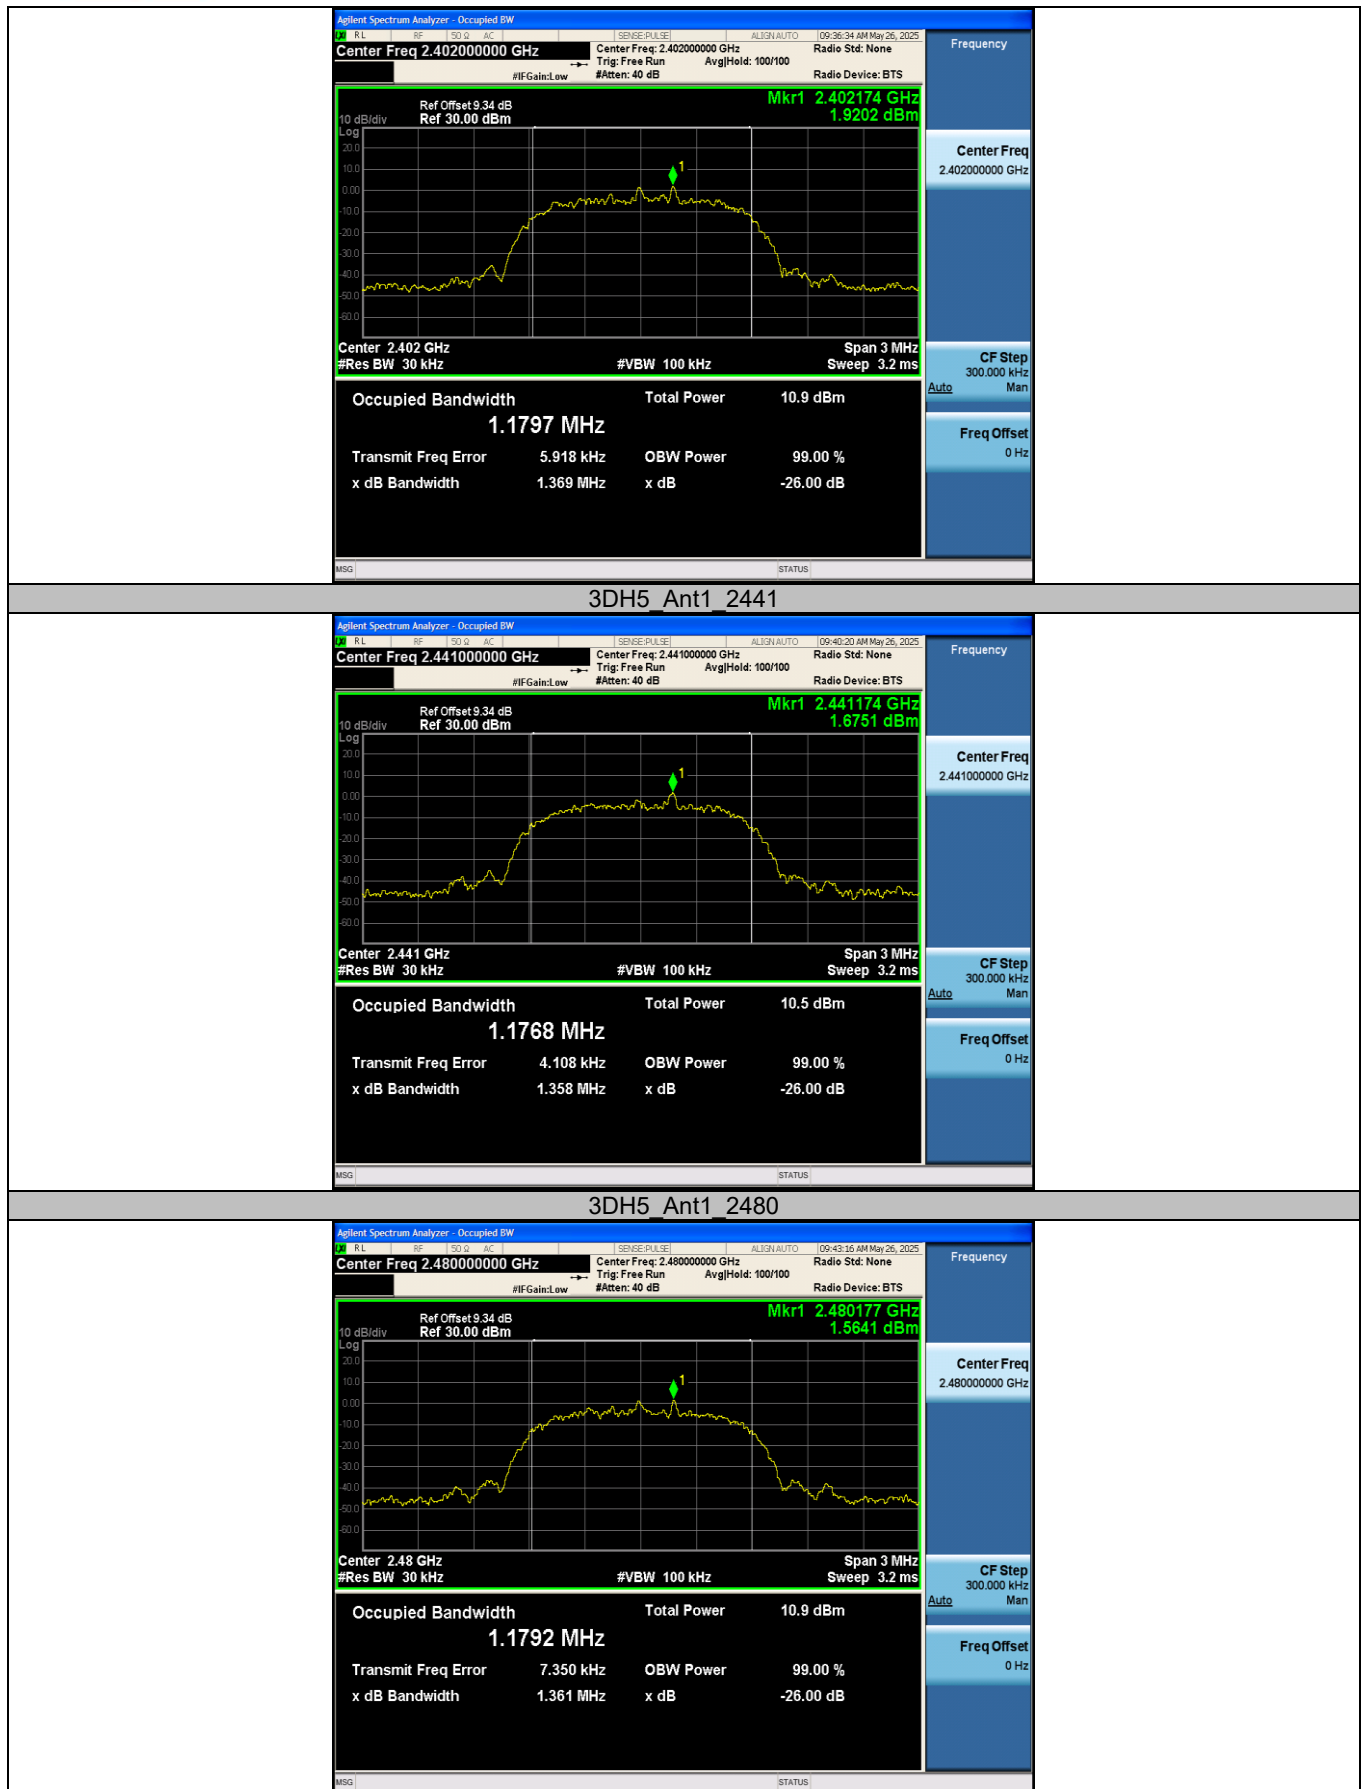 Agilent Spectrum Analyzer - Occupied BW
LXI RL RF 50 Ω AC SENSE:PULSE ALIGN AUTO 09:36:34 AM May 26, 2025
Center Freq 2.402000000 GHz
Center Freq: 2.402000000 GHz Radio Std: None
Trig: Free Run Avg|Hold: 100/100
#IFGain:Low #Atten: 40 dB Radio Device: BTS
Frequency
Mkr1 2.402174 GHz
1.9202 dBm
Ref Offset 9.34 dB
10 dB/div Ref 30.00 dBm
Log
20.0
10.0
0.00
-10.0
-20.0
-30.0
-40.0
-50.0
-60.0
1
Center 2.402 GHz Span 3 MHz
#Res BW 30 kHz #VBW 100 kHz Sweep 3.2 ms
Center Freq
2.402000000 GHz
CF Step
300.000 kHz
Auto Man
Freq Offset
0 Hz
Occupied Bandwidth Total Power 10.9 dBm
1.1797 MHz
Transmit Freq Error 5.918 kHz OBW Power 99.00 %
x dB Bandwidth 1.369 MHz x dB -26.00 dB
MSG STATUS
3DH5_Ant1_2441
Agilent Spectrum Analyzer - Occupied BW
LXI RL RF 50 Ω AC SENSE:PULSE ALIGN AUTO 09:40:20 AM May 26, 2025
Center Freq 2.441000000 GHz
Center Freq: 2.441000000 GHz Radio Std: None
Trig: Free Run Avg|Hold: 100/100
#IFGain:Low #Atten: 40 dB Radio Device: BTS
Frequency
Mkr1 2.441174 GHz
1.6751 dBm
Ref Offset 9.34 dB
10 dB/div Ref 30.00 dBm
Log
20.0
10.0
0.00
-10.0
-20.0
-30.0
-40.0
-50.0
-60.0
1
Center 2.441 GHz Span 3 MHz
#Res BW 30 kHz #VBW 100 kHz Sweep 3.2 ms
Center Freq
2.441000000 GHz
CF Step
300.000 kHz
Auto Man
Freq Offset
0 Hz
Occupied Bandwidth Total Power 10.5 dBm
1.1768 MHz
Transmit Freq Error 4.108 kHz OBW Power 99.00 %
x dB Bandwidth 1.358 MHz x dB -26.00 dB
MSG STATUS
3DH5_Ant1_2480
Agilent Spectrum Analyzer - Occupied BW
LXI RL RF 50 Ω AC SENSE:PULSE ALIGN AUTO 09:43:16 AM May 26, 2025
Center Freq 2.480000000 GHz
Center Freq: 2.480000000 GHz Radio Std: None
Trig: Free Run Avg|Hold: 100/100
#IFGain:Low #Atten: 40 dB Radio Device: BTS
Frequency
Mkr1 2.480177 GHz
1.5641 dBm
Ref Offset 9.34 dB
10 dB/div Ref 30.00 dBm
Log
20.0
10.0
0.00
-10.0
-20.0
-30.0
-40.0
-50.0
-60.0
1
Center 2.48 GHz Span 3 MHz
#Res BW 30 kHz #VBW 100 kHz Sweep 3.2 ms
Center Freq
2.480000000 GHz
CF Step
300.000 kHz
Auto Man
Freq Offset
0 Hz
Occupied Bandwidth Total Power 10.9 dBm
1.1792 MHz
Transmit Freq Error 7.350 kHz OBW Power 99.00 %
x dB Bandwidth 1.361 MHz x dB -26.00 dB
MSG STATUS